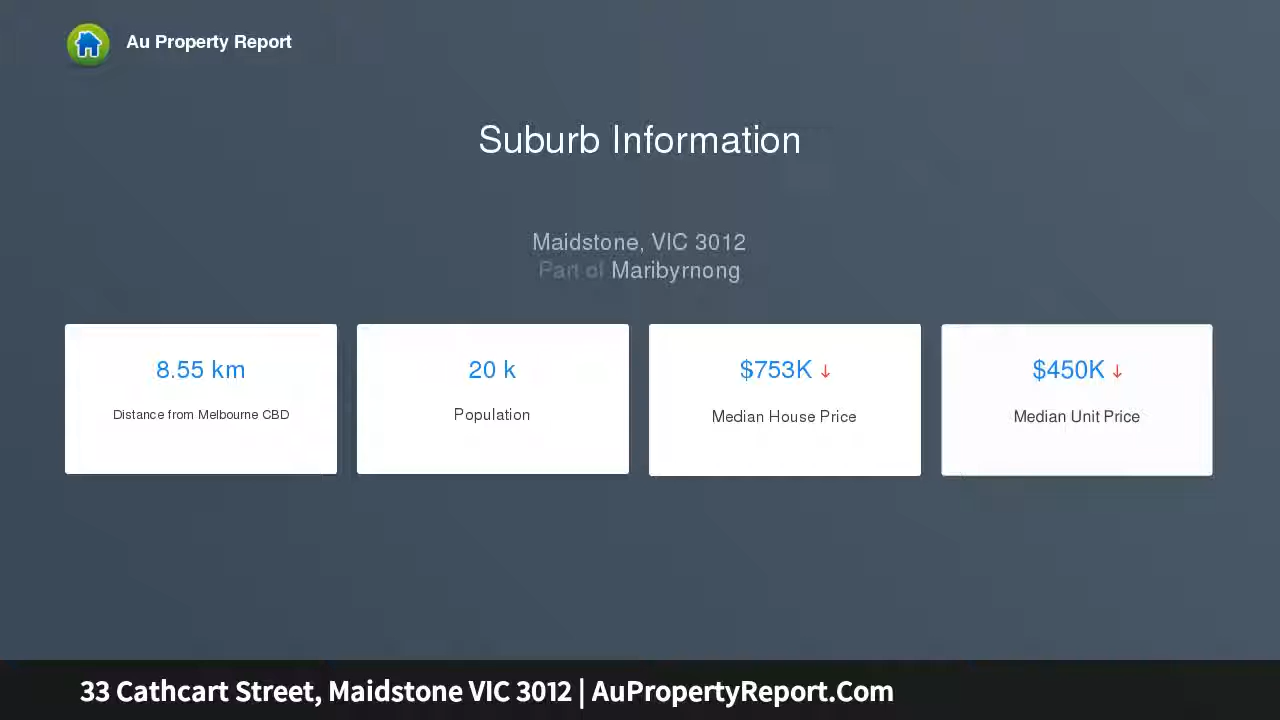 Au Property Report
Suburb Information
Maidstone, VIC 3012
Part of Maribyrnong
8.55 km
Distance from Melbourne CBD
20 k
Population
$753K ↓
Median House Price
$450K ↓
Median Unit Price
33 Cathcart Street, Maidstone VIC 3012 | AuPropertyReport.Com